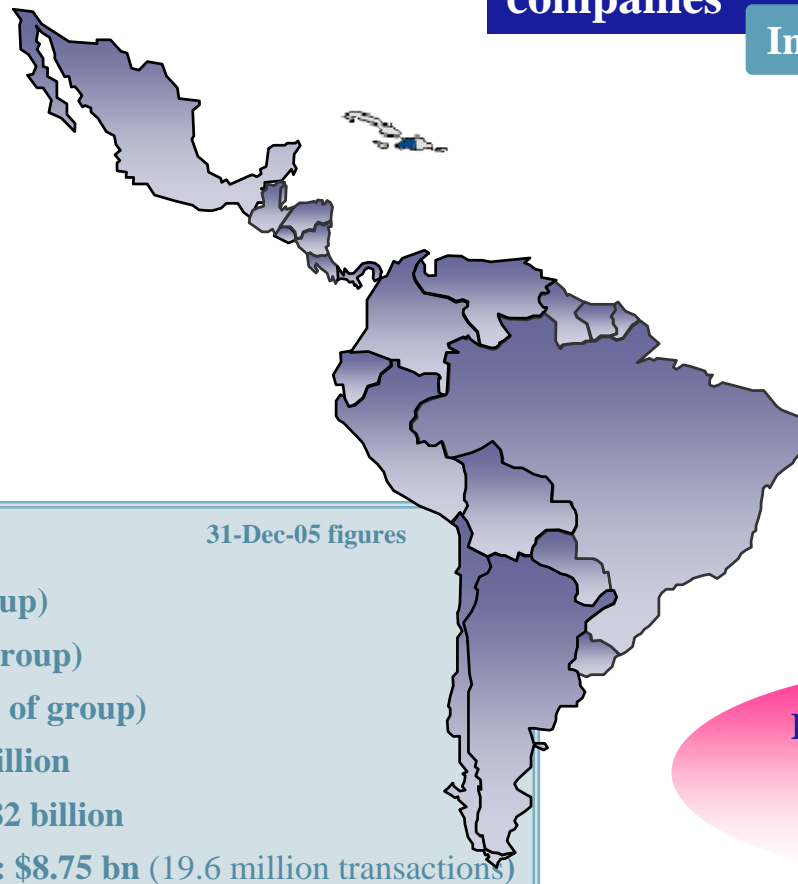 companies
In
31-Dec-05 figures
up)
roup)
of group)
illion
32 billion
: $8.75 bn (19.6 million transactions)